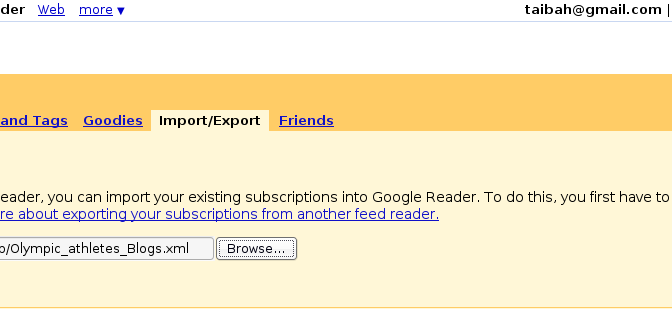 der Web more ▼ taibah@gmail.com |
and Tags Goodies Import/Export Friends
eader, you can import your existing subscriptions into Google Reader. To do this, you first have to
re about exporting your subscriptions from another feed reader.
/Olympic_athletes_Blogs.xml Browse...